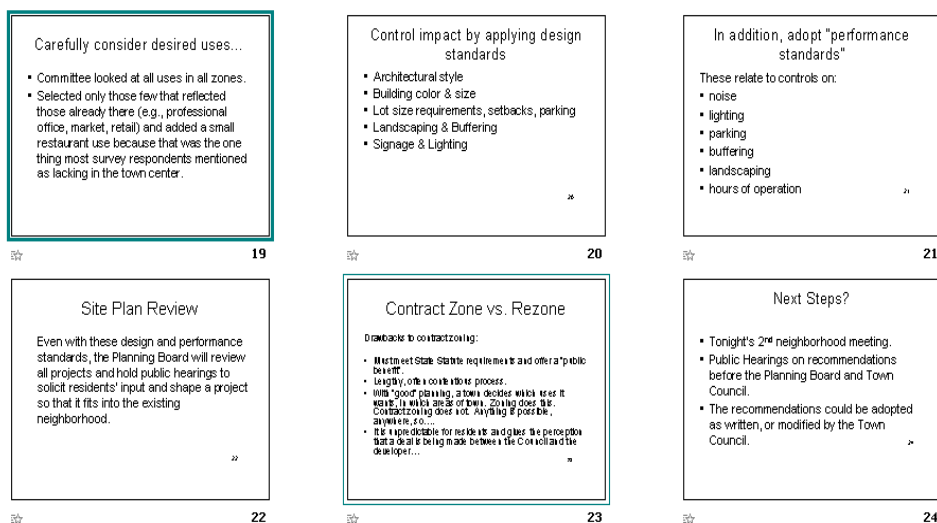 Carefully consider desired uses...
▪ Committee looked at all uses in all zones.
▪ Selected only those few that reflected
those already there (e.g., professional
office, market, retail) and added a small
restaurant use because that was the one
thing most survey respondents mentioned
as lacking in the town center.
19
Control impact by applying design
standards
▪ Architectural style
▪ Building color & size
▪ Lot size requirements, setbacks, parking
▪ Landscaping & Buffering
▪ Signage & Lighting
20
20
In addition, adopt "performance
standards"
These relate to controls on:
▪ noise
▪ lighting
▪ parking
▪ buffering
▪ landscaping
▪ hours of operation
21
21
Site Plan Review
Even with these design and performance
standards, the Planning Board will review
all projects and hold public hearings to
solicit residents' input and shape a project
so that it fits into the existing
neighborhood.
22
22
Contract Zone vs. Rezone
Drawbacks to contract zoning:
• Must meet State Statute requirements and offer a "public
benefit".
• Lengthy, often contentious process.
• With "good" planning, a town decides which uses it
wants, in which areas of town. Zoning does this.
Contract zoning does not. Anything is possible,
anywhere, so....
• It is unpredictable for residents and gives the perception
that a deal is being made between the Council and the
developer...
23
23
Next Steps?
▪ Tonight's 2nd neighborhood meeting.
▪ Public Hearings on recommendations
before the Planning Board and Town
Council.
▪ The recommendations could be adopted
as written, or modified by the Town
Council.
24
24